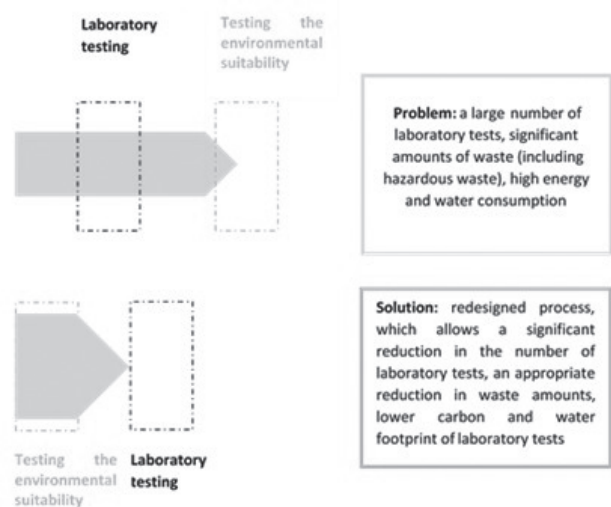 Laboratory testing
Testing the
environmental
suitability
Problem: a large number of
laboratory tests, significant
amounts of waste (including
hazardous waste), high energy
and water consumption
Solution: redesigned process,
which allows a significant
reduction in the number of
laboratory tests, an appropriate
reduction in waste amounts,
lower carbon and water
footprint of laboratory tests
Testing the
environmental
suitability
Laboratory
testing